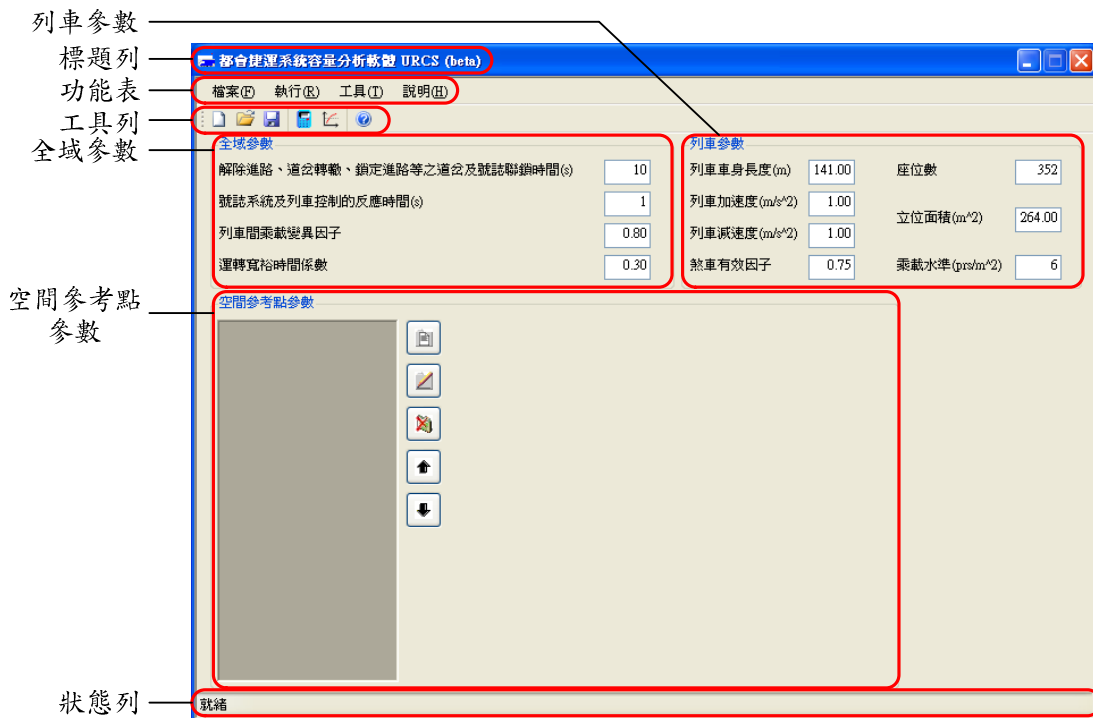 列車參數
標題列
功能表
工具列
全域參數
空間參考點
參數
狀態列
都會捷運系統容量分析軟體 URCS (beta)
檔案(F) 執行(R) 工具(T) 說明(H)
全域參數
解除進路、道岔轉轍、鎖定進路等之道岔及號誌聯鎖時間(s) 10
號誌系統及列車控制的反應時間(s) 1
列車間乘載變異因子 0.80
運轉寬裕時間係數 0.30
列車參數
列車車身長度(m) 141.00
列車加速度(m/s^2) 1.00
列車減速度(m/s^2) 1.00
煞車有效因子 0.75
座位數 352
立位面積(m^2) 264.00
乘載水準(prs/m^2) 6
空間參考點參數
就緒